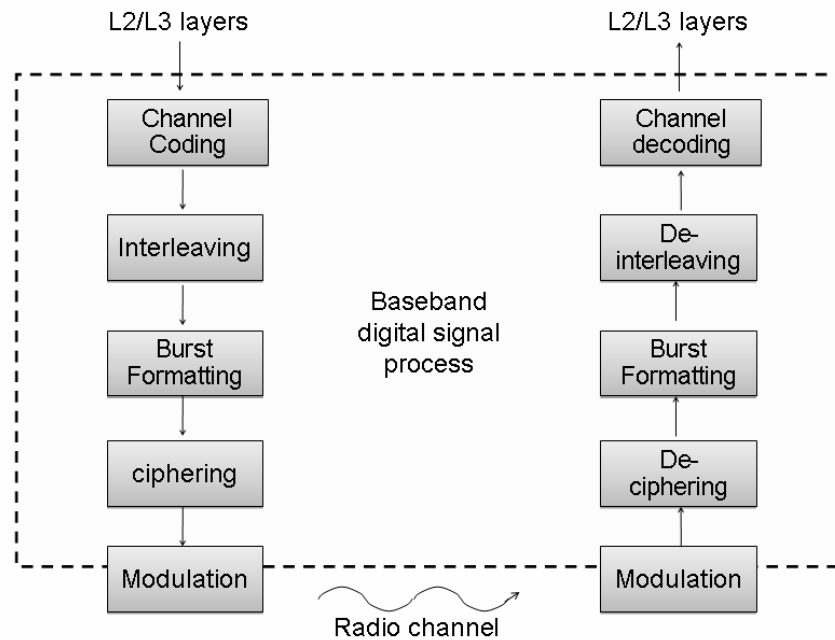 L2/L3 layers
Channel
Coding
Interleaving
Burst
Formatting
ciphering
Modulation
Baseband
digital signal
process
Radio channel
L2/L3 layers
Channel
decoding
De-
interleaving
Burst
Formatting
De-
ciphering
Modulation